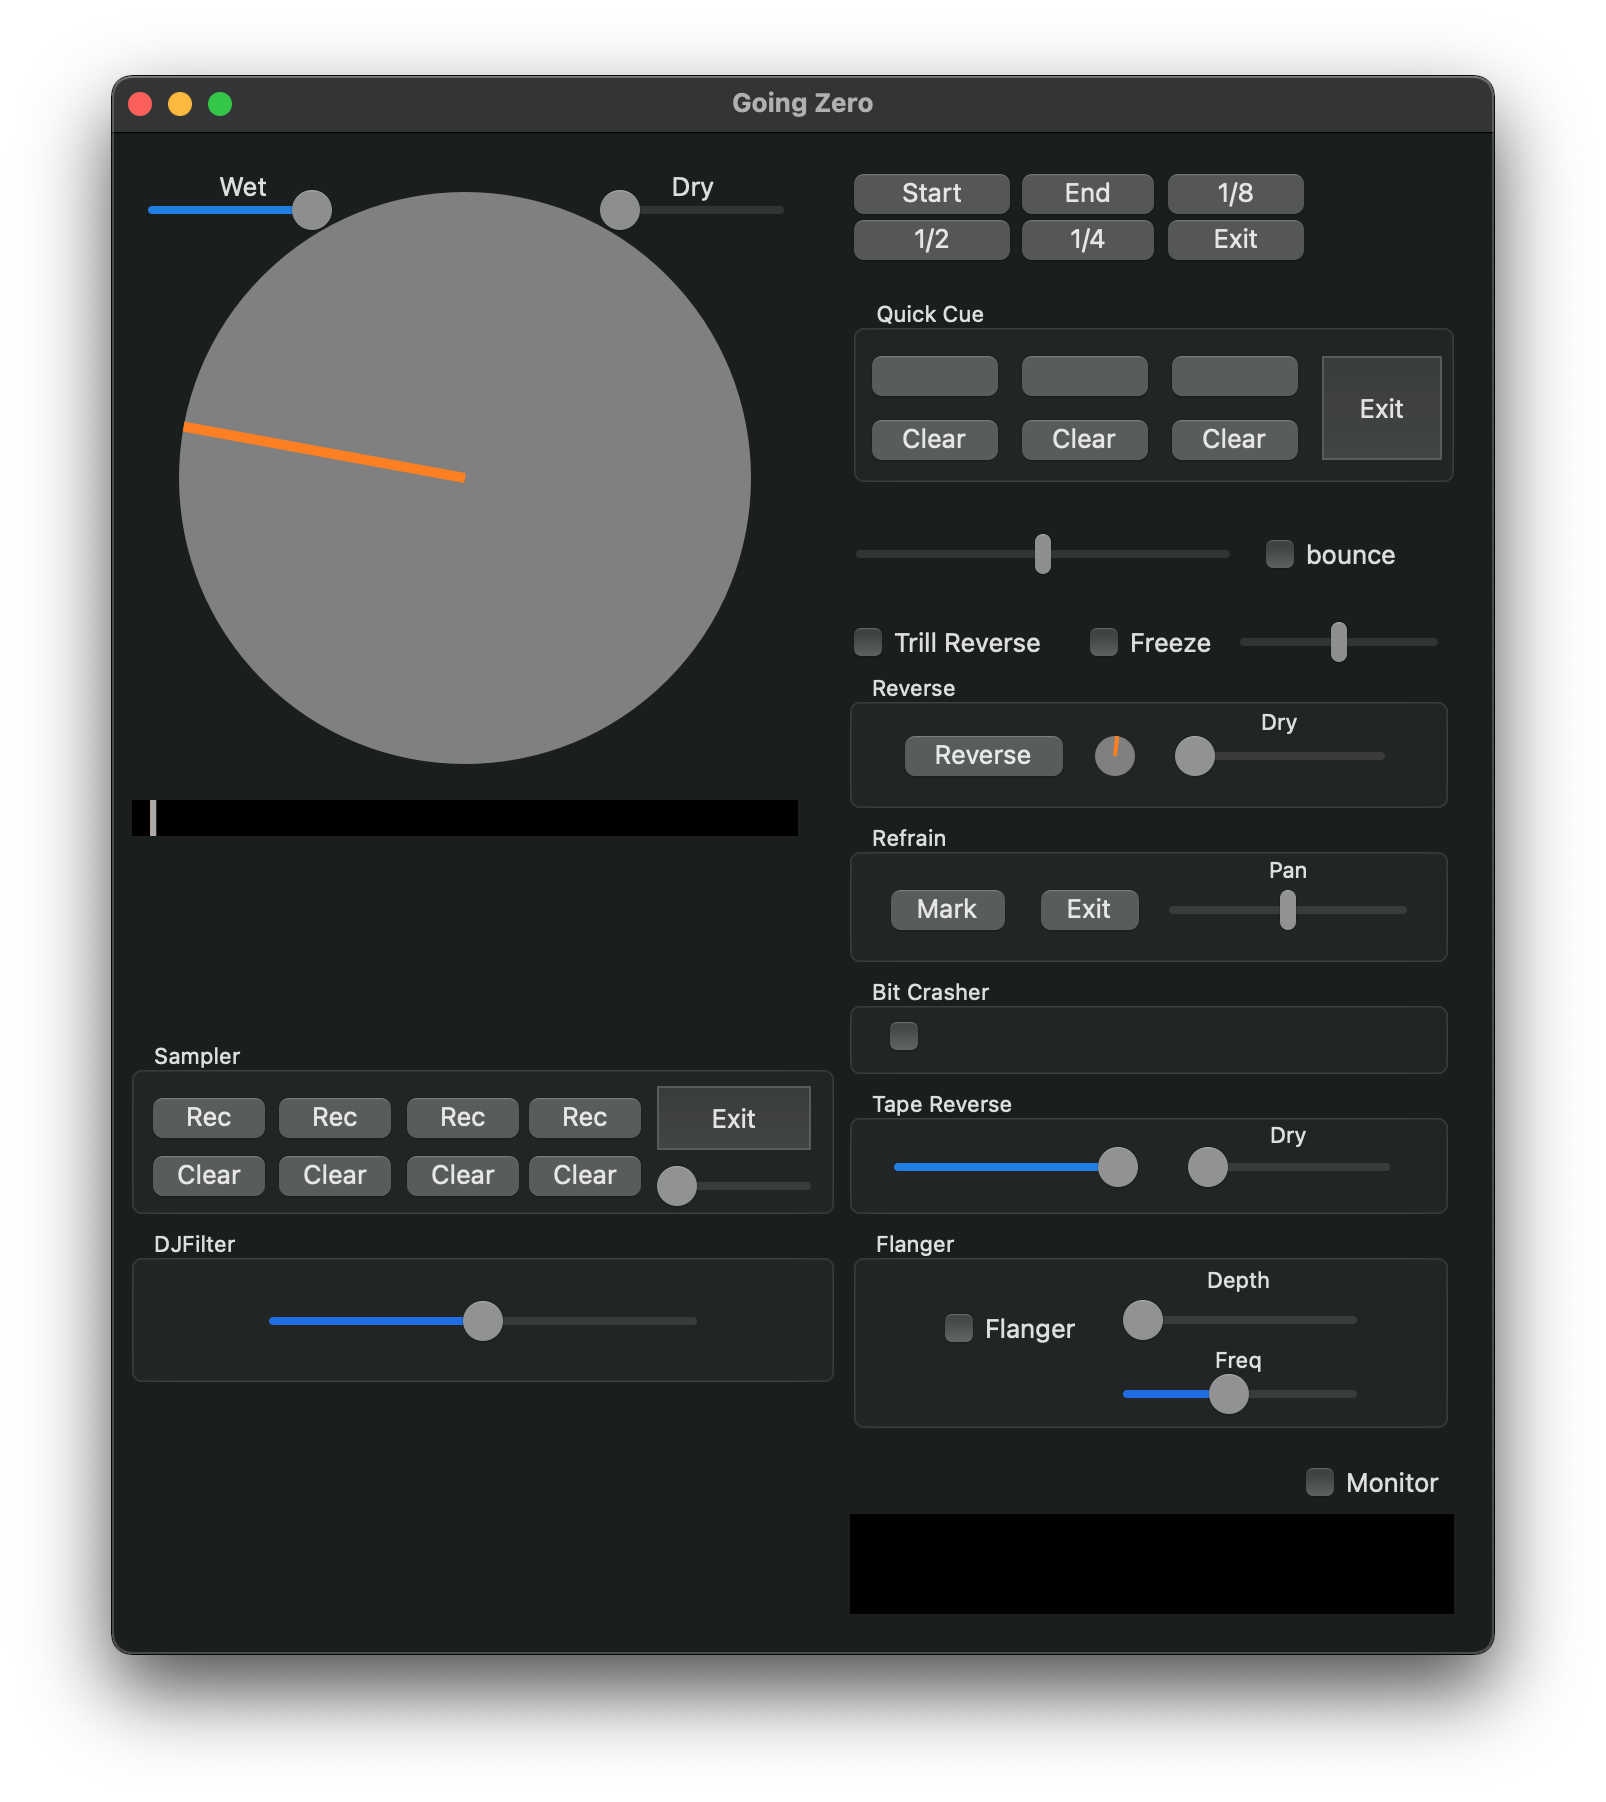 Going Zero
Wet
Dry
Start End 1/8
1/2 1/4 Exit
Quick Cue
Exit
Clear Clear Clear
bounce
Trill Reverse Freeze
Reverse
Dry
Reverse
Refrain
Pan
Mark Exit
Bit Crasher
Sampler
Rec Rec Rec Rec Exit
Clear Clear Clear Clear
Tape Reverse
Dry
DJFilter
Flanger
Depth
Flanger
Freq
Monitor